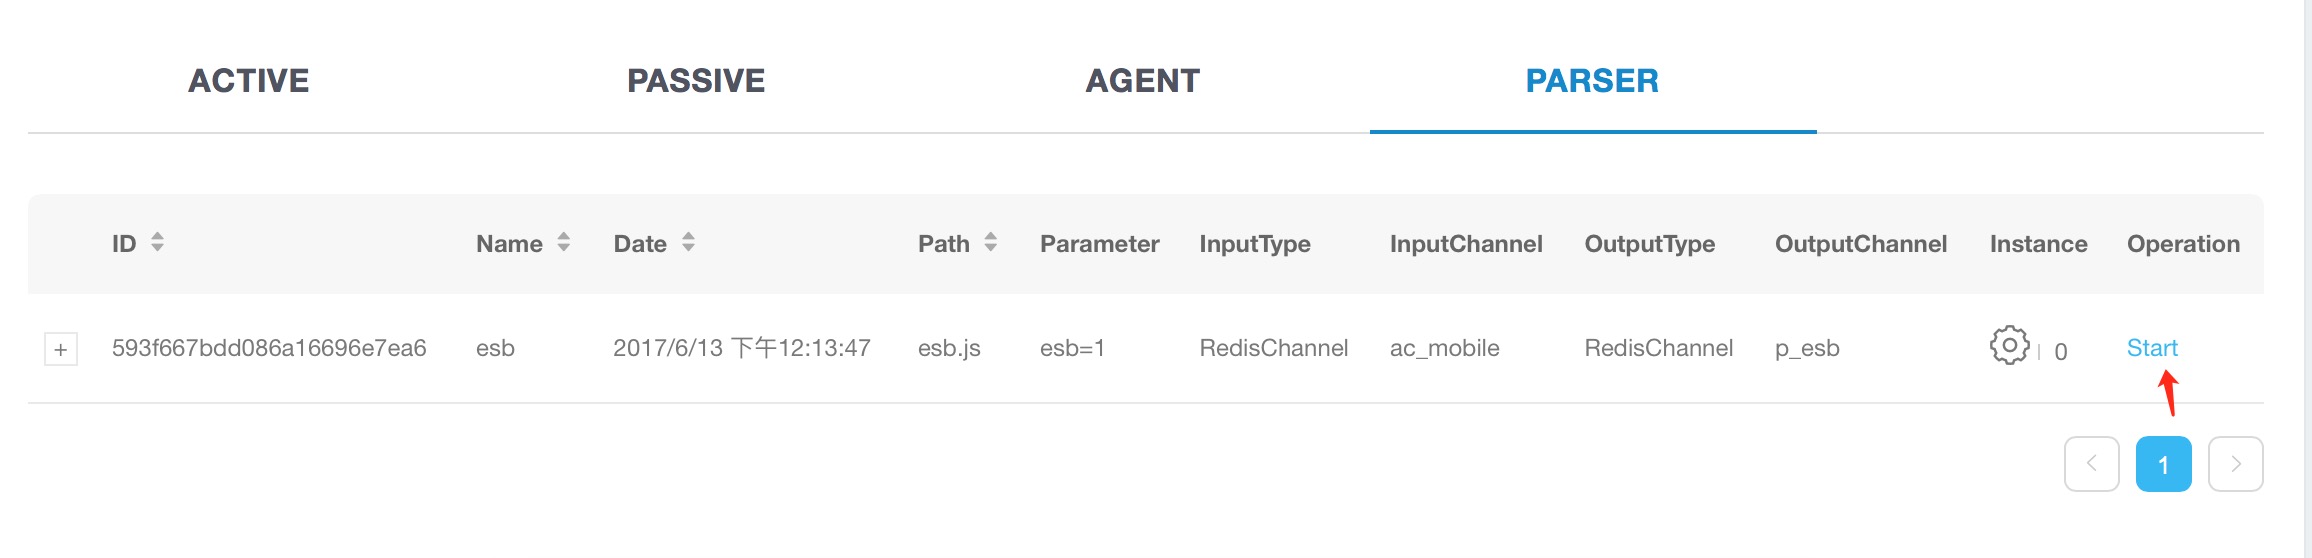 ACTIVE PASSIVE AGENT PARSER
ID Name Date Path Parameter InputType InputChannel OutputType OutputChannel Instance Operation
+ 593f667bdd086a16696e7ea6 esb 2017/6/13 下午12:13:47 esb.js esb=1 RedisChannel ac_mobile RedisChannel p_esb | 0 Start
< 1 >